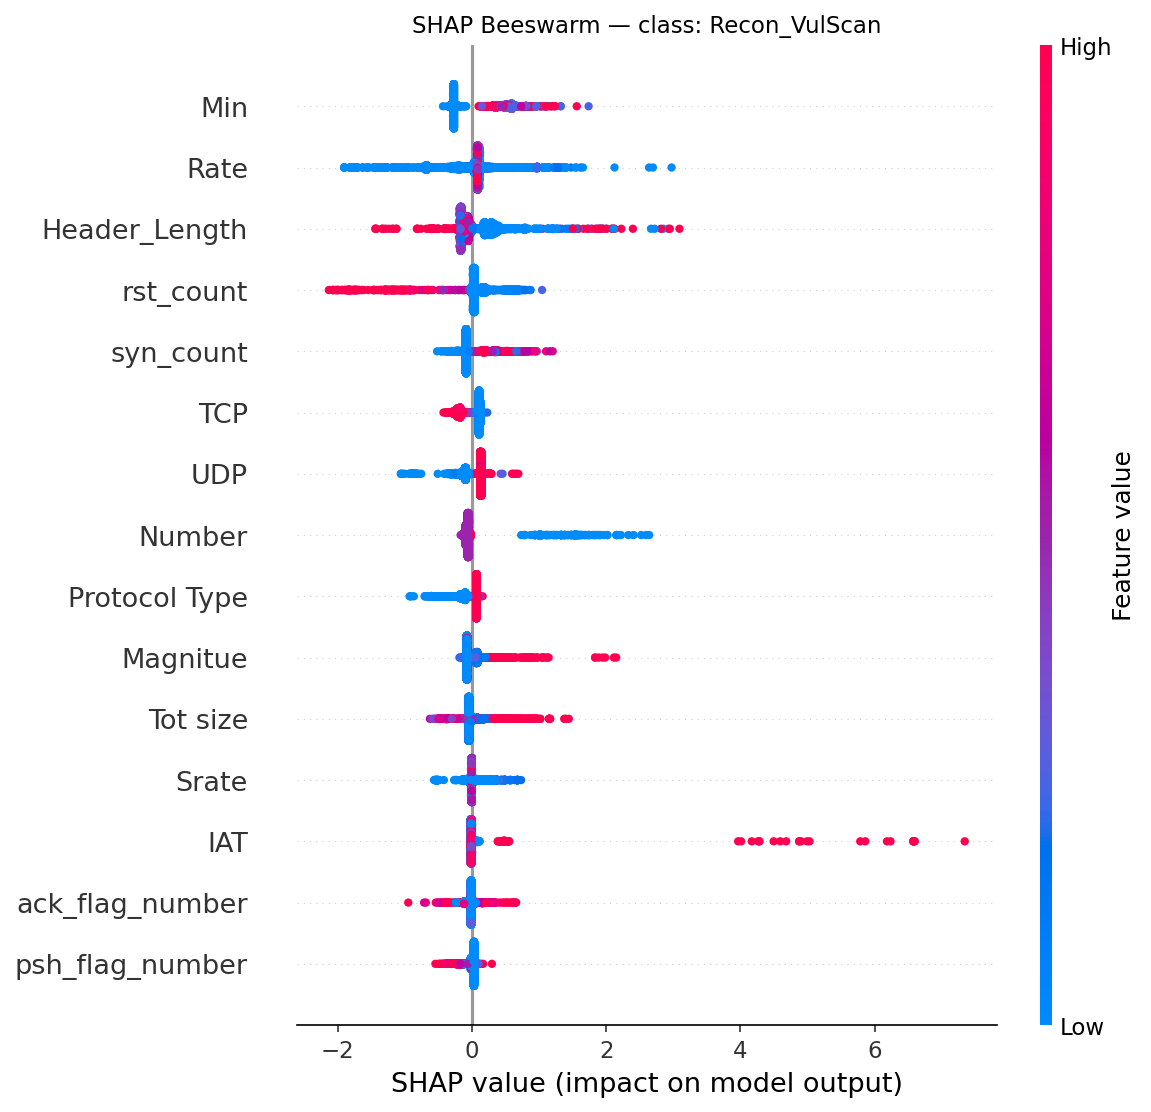 SHAP Beeswarm — class: Recon_VulScan
High
Min
Rate
Header_Length
rst_count
syn_count
TCP
UDP
Number
Protocol Type
Magnitue
Tot size
Srate
IAT
ack_flag_number
psh_flag_number
Feature value
Low
−2 0 2 4 6
SHAP value (impact on model output)